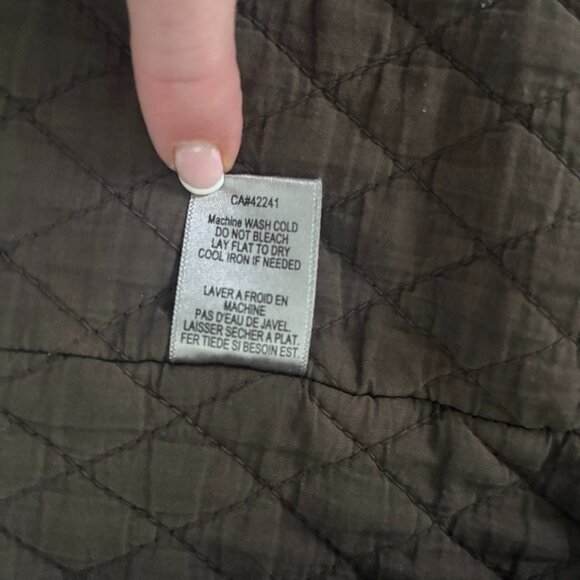 CA#42241
Machine WASH COLD
DO NOT BLEACH
LAY FLAT TO DRY
COOL IRON IF NEEDED
LAVER A FROID EN
MACHINE
PAS D'EAU DE JAVEL.
LAISSER SECHER A PLAT.
FER TIEDE SI BESOIN EST.